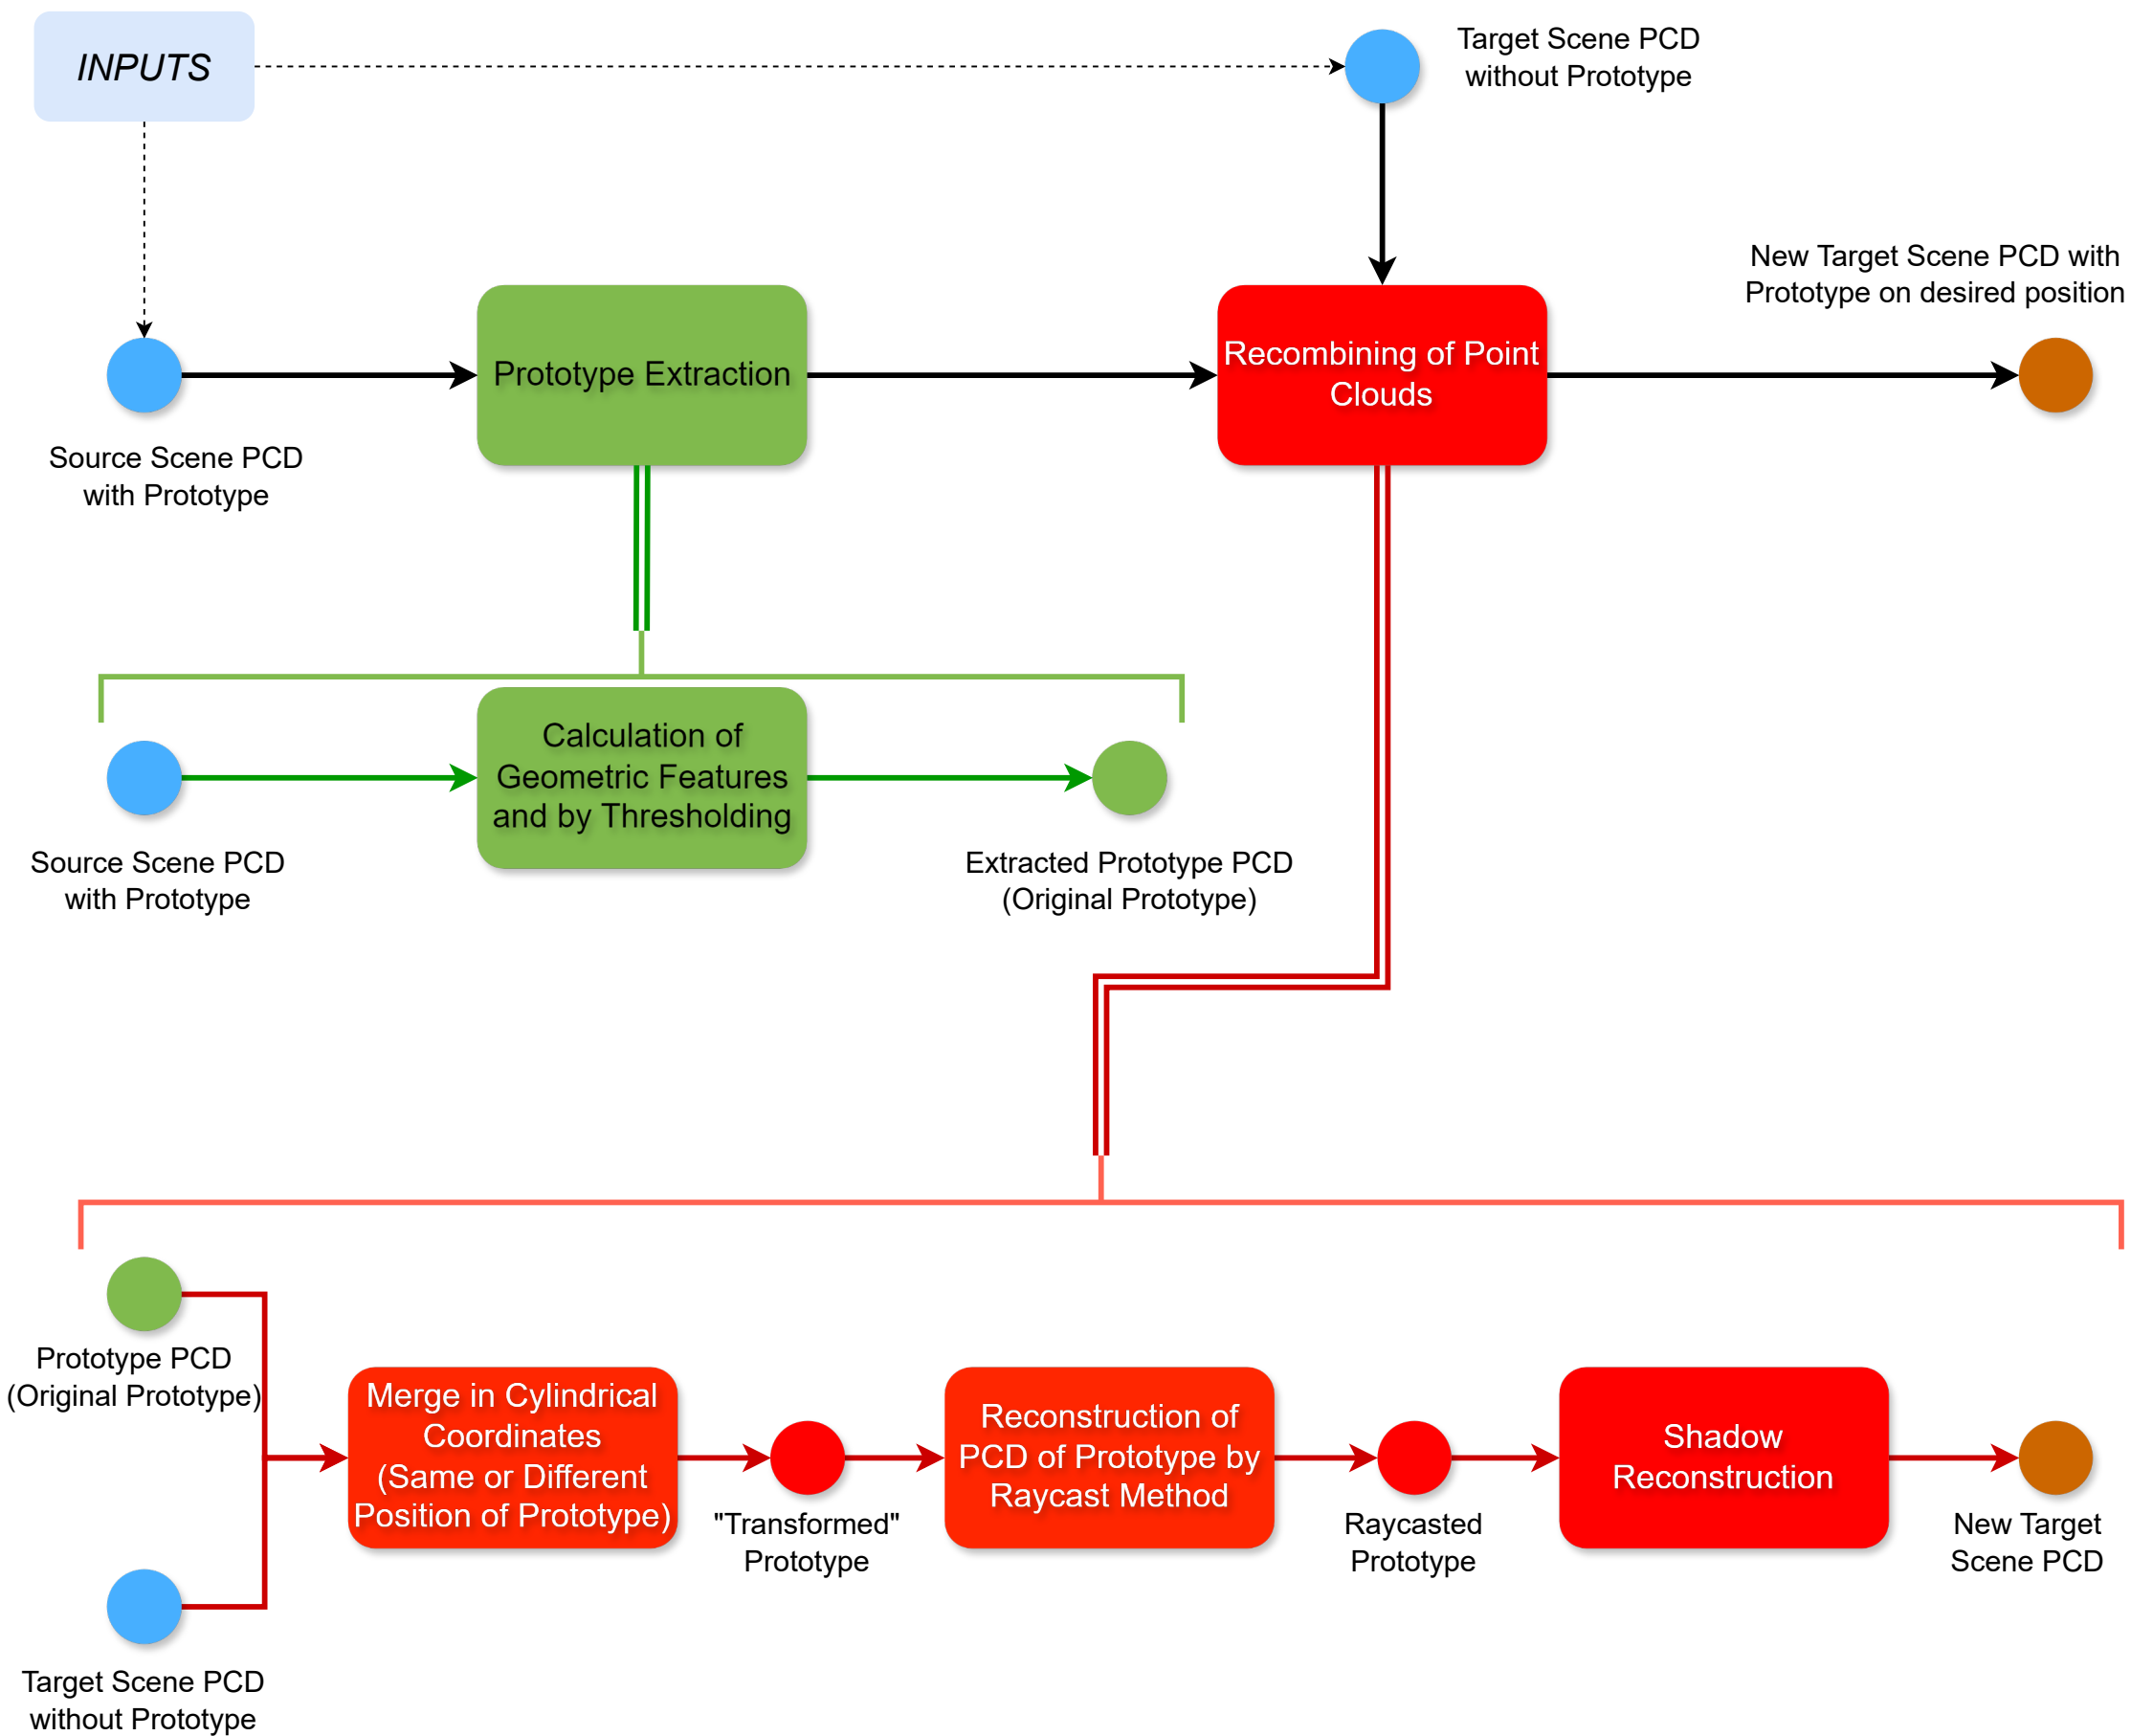 INPUTS
Target Scene PCD
without Prototype
New Target Scene PCD with
Prototype on desired position
Prototype Extraction
Recombining of Point
Clouds
Source Scene PCD
with Prototype
Calculation of
Geometric Features
and by Thresholding
Source Scene PCD
with Prototype
Extracted Prototype PCD
(Original Prototype)
Prototype PCD
(Original Prototype)
Merge in Cylindrical
Coordinates
(Same or Different
Position of Prototype)
"Transformed"
Prototype
Reconstruction of
PCD of Prototype by
Raycast Method
Raycasted
Prototype
Shadow
Reconstruction
New Target
Scene PCD
Target Scene PCD
without Prototype